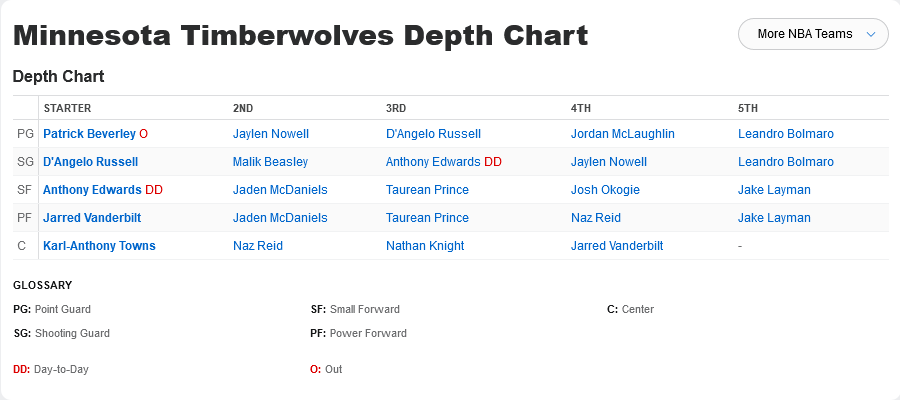 Minnesota Timberwolves Depth Chart
More NBA Teams
Depth Chart
STARTER 2ND 3RD 4TH 5TH
PG Patrick Beverley O Jaylen Nowell D'Angelo Russell Jordan McLaughlin Leandro Bolmaro
SG D'Angelo Russell Malik Beasley Anthony Edwards DD Jaylen Nowell Leandro Bolmaro
SF Anthony Edwards DD Jaden McDaniels Taurean Prince Josh Okogie Jake Layman
PF Jarred Vanderbilt Jaden McDaniels Taurean Prince Naz Reid Jake Layman
C Karl-Anthony Towns Naz Reid Nathan Knight Jarred Vanderbilt -
GLOSSARY
PG: Point Guard SF: Small Forward C: Center
SG: Shooting Guard PF: Power Forward
DD: Day-to-Day O: Out